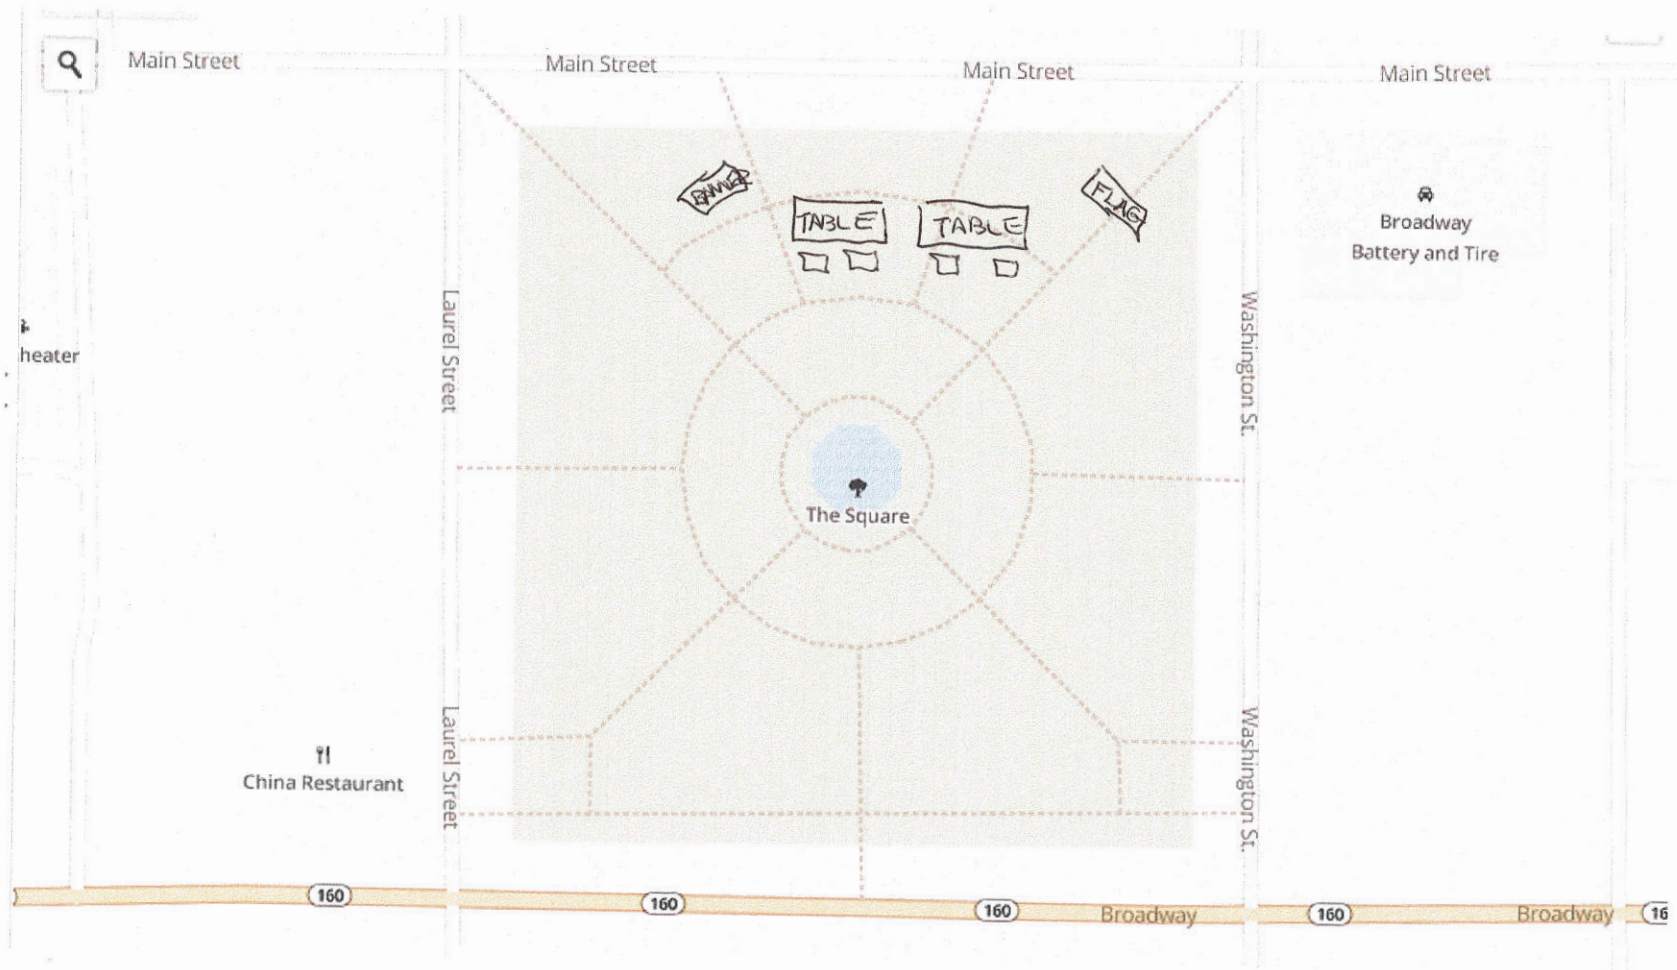 Main Street
Main Street
Main Street
Main Street
BANNER
FLAG
TABLE
TABLE
Broadway
Battery and Tire
Laurel Street
Washington St.
heater
The Square
Laurel Street
Washington St.
China Restaurant
160
160
160
Broadway
160
Broadway
16